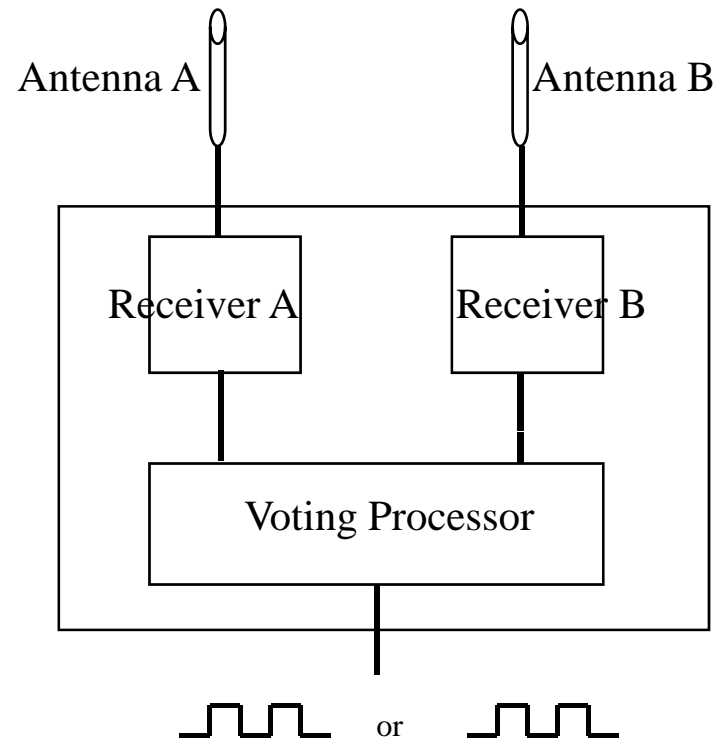 Antenna A
Antenna B
Receiver A
Receiver B
Voting Processor
or